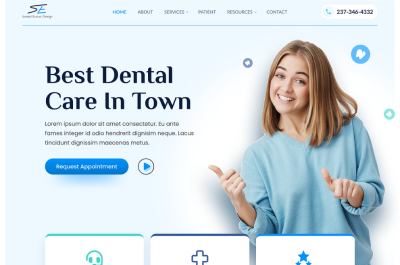 SE
HOME ABOUT SERVICES PATIENT RESOURCES CONTACT 237-346-4332
Best Dental
Care In Town
Lorem ipsum dolor sit amet consectetur. Eu ante
fames integer id odio hendrerit dignissim neque. Lacus
tincidunt dignissim maecenas metus.
Request Appointment